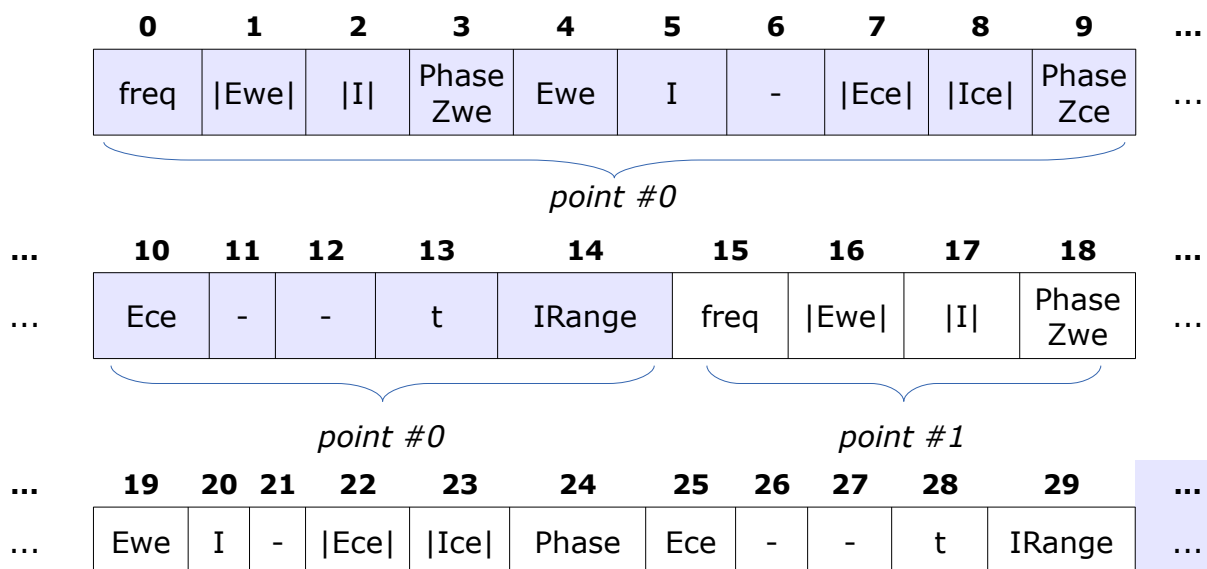 0 1 2 3 4 5 6 7 8 9 ...
freq |Ewe| |I| Phase Zwe Ewe I - |Ece| |Ice| Phase Zce ...
point #0
... 10 11 12 13 14 15 16 17 18 ...
... Ece - - t IRange freq |Ewe| |I| Phase Zwe ...
point #0 point #1
... 19 20 21 22 23 24 25 26 27 28 29 ...
... Ewe I - |Ece| |Ice| Phase Ece - - t IRange ...